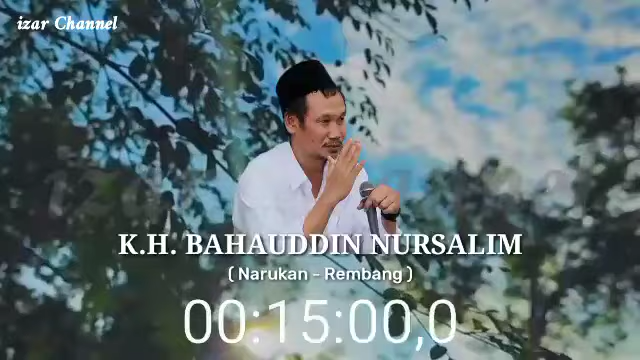 izar Channel
K.H. BAHAUDDIN NURSALIM
( Narukan - Rembang )
00:15:00,0